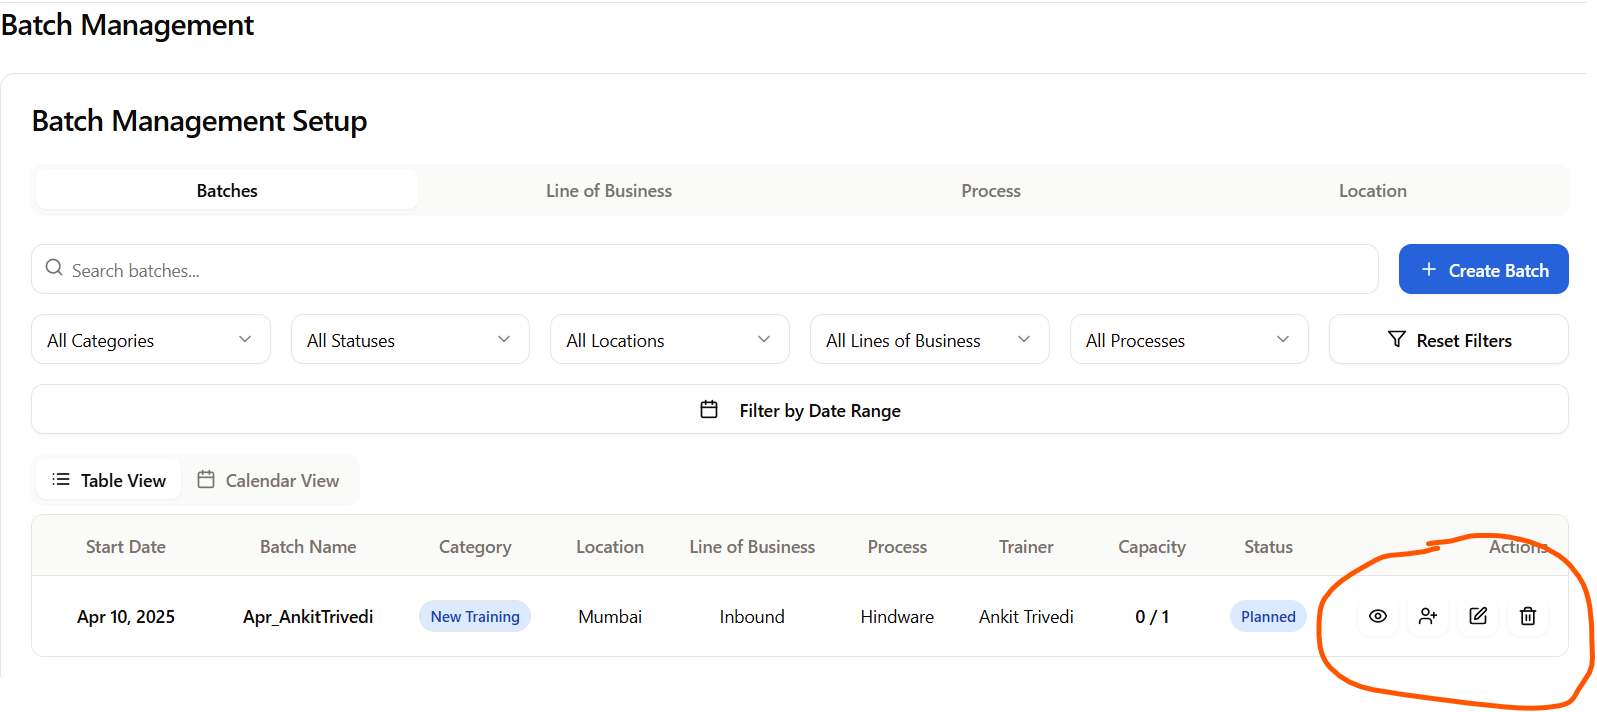 Batch Management
Batch Management Setup
Batches Line of Business Process Location
Search batches...
+ Create Batch
All Categories All Statuses All Locations All Lines of Business All Processes Reset Filters
Filter by Date Range
Table View Calendar View
Start Date Batch Name Category Location Line of Business Process Trainer Capacity Status Actions
Apr 10, 2025 Apr_AnkitTrivedi New Training Mumbai Inbound Hindware Ankit Trivedi 0 / 1 Planned